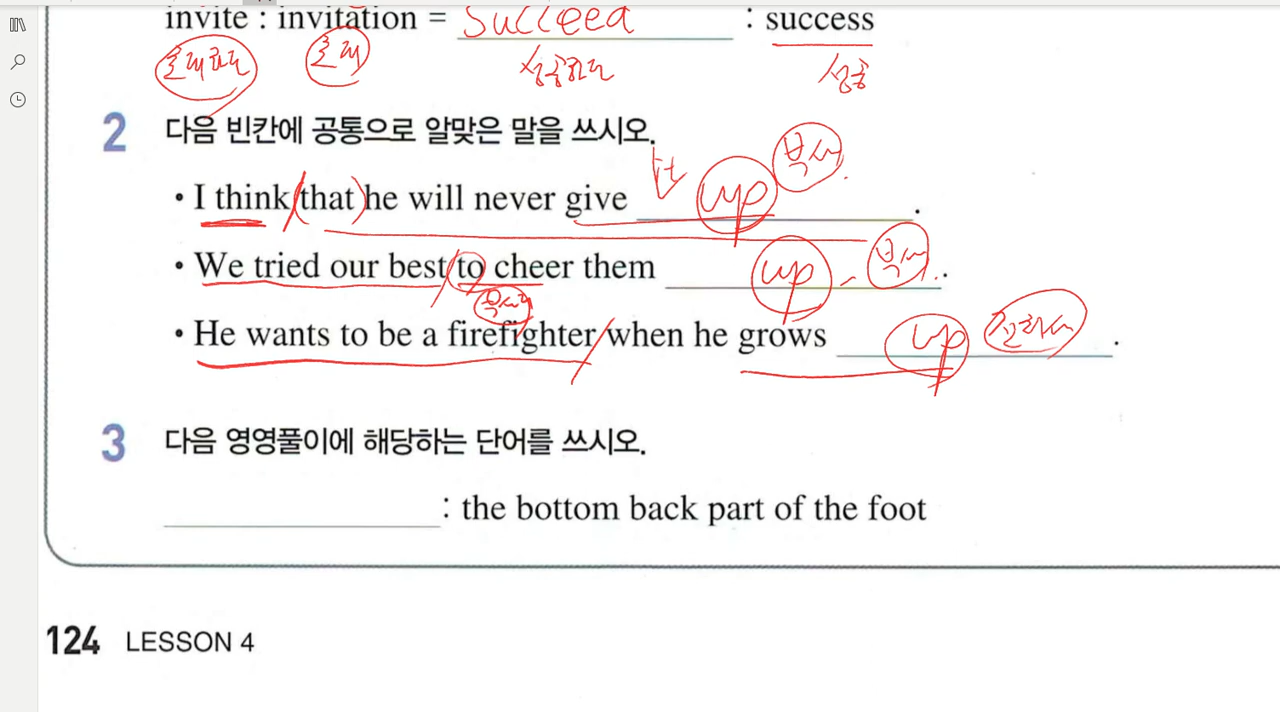 invite : invitation = succeed : success
초대하다 초대 성공하다 성공
2 다음 빈칸에 공통으로 알맞은 말을 쓰시오.
• I think that he will never give up 부사.
• We tried our best to cheer them up 부사.
• He wants to be a firefighter when he grows up.
3 다음 영영풀이에 해당하는 단어를 쓰시오.
: the bottom back part of the foot
124 LESSON 4